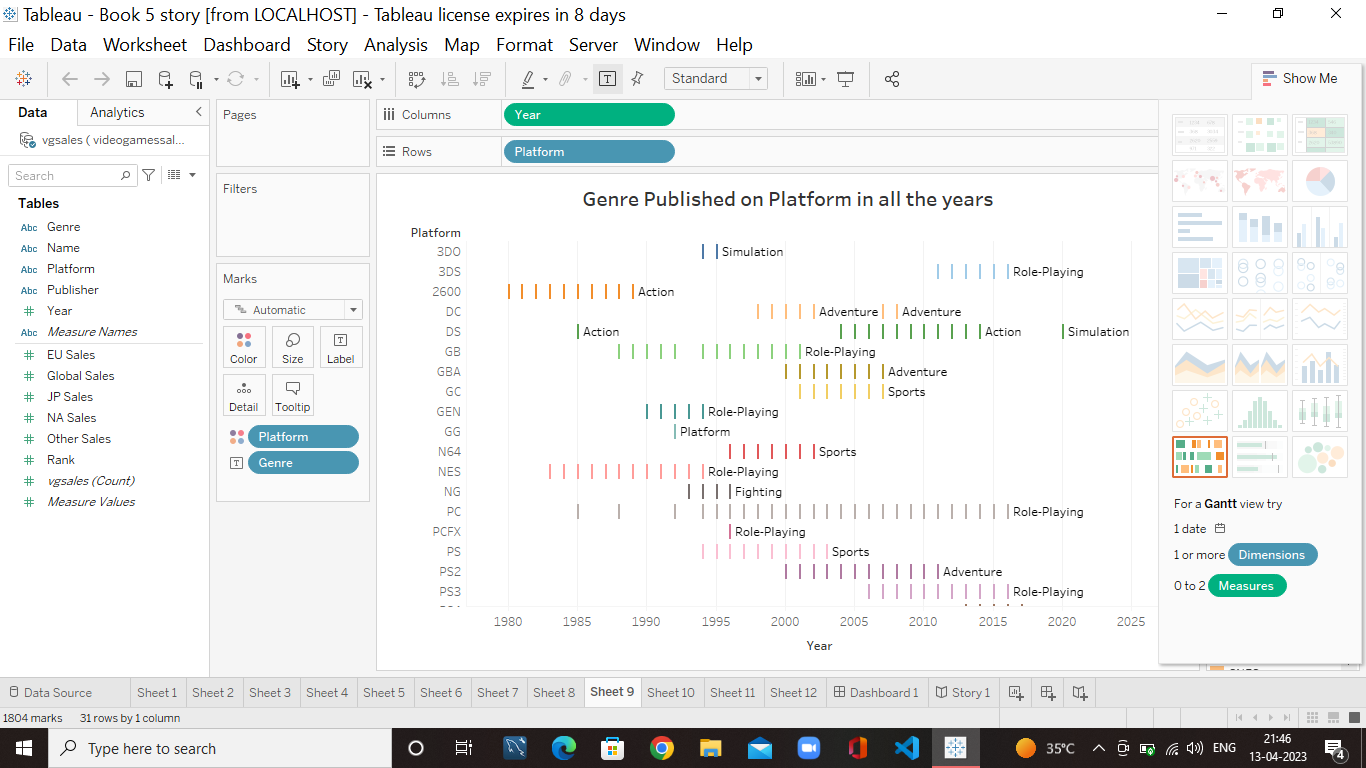 Tableau - Book 5 story [from LOCALHOST] - Tableau license expires in 8 days
File Data Worksheet Dashboard Story Analysis Map Format Server Window Help
Standard
Show Me
Data Analytics
vgsales ( videogamessal...
Search
Tables
Abc Genre
Abc Name
Abc Platform
Abc Publisher
Year
Abc Measure Names
EU Sales
Global Sales
JP Sales
NA Sales
Other Sales
Rank
vgsales (Count)
Measure Values
Pages
Filters
Marks
Automatic
Color Size Label
Detail Tooltip
Platform
Genre
Columns Year
Rows Platform
Genre Published on Platform in all the years
Platform
3DO Simulation
3DS Role-Playing
2600 Action
DC Adventure Adventure
DS Action Action Simulation
GB Role-Playing
GBA Adventure
GC Sports
GEN Role-Playing
GG Platform
N64 Sports
NES Role-Playing
NG Fighting
PC Role-Playing
PCFX Role-Playing
PS Sports
PS2 Adventure
PS3 Role-Playing
1980 1985 1990 1995 2000 2005 2010 2015 2020 2025
Year
For a Gantt view try
1 date
1 or more Dimensions
0 to 2 Measures
Data Source Sheet 1 Sheet 2 Sheet 3 Sheet 4 Sheet 5 Sheet 6 Sheet 7 Sheet 8 Sheet 9 Sheet 10 Sheet 11 Sheet 12 Dashboard 1 Story 1
1804 marks 31 rows by 1 column
Type here to search
35°C
ENG
21:46
13-04-2023
4